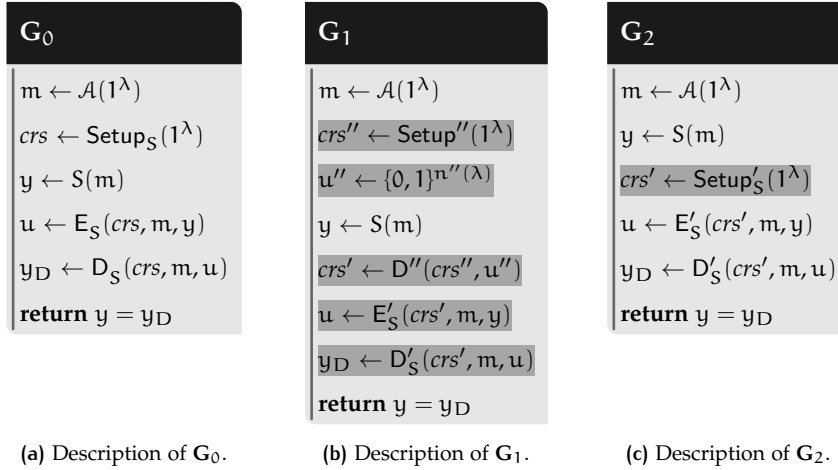 G₀
m ← A(1^λ)
crs ← Setup_S(1^λ)
y ← S(m)
u ← E_S(crs, m, y)
y_D ← D_S(crs, m, u)
return y = y_D
(a) Description of G₀.
G₁
m ← A(1^λ)
crs'' ← Setup''(1^λ)
u'' ← {0, 1}^{n''(λ)}
y ← S(m)
crs' ← D''(crs'', u'')
u ← E'_S(crs', m, y)
y_D ← D'_S(crs', m, u)
return y = y_D
(b) Description of G₁.
G₂
m ← A(1^λ)
y ← S(m)
crs' ← Setup'_S(1^λ)
u ← E'_S(crs', m, y)
y_D ← D'_S(crs', m, u)
return y = y_D
(c) Description of G₂.